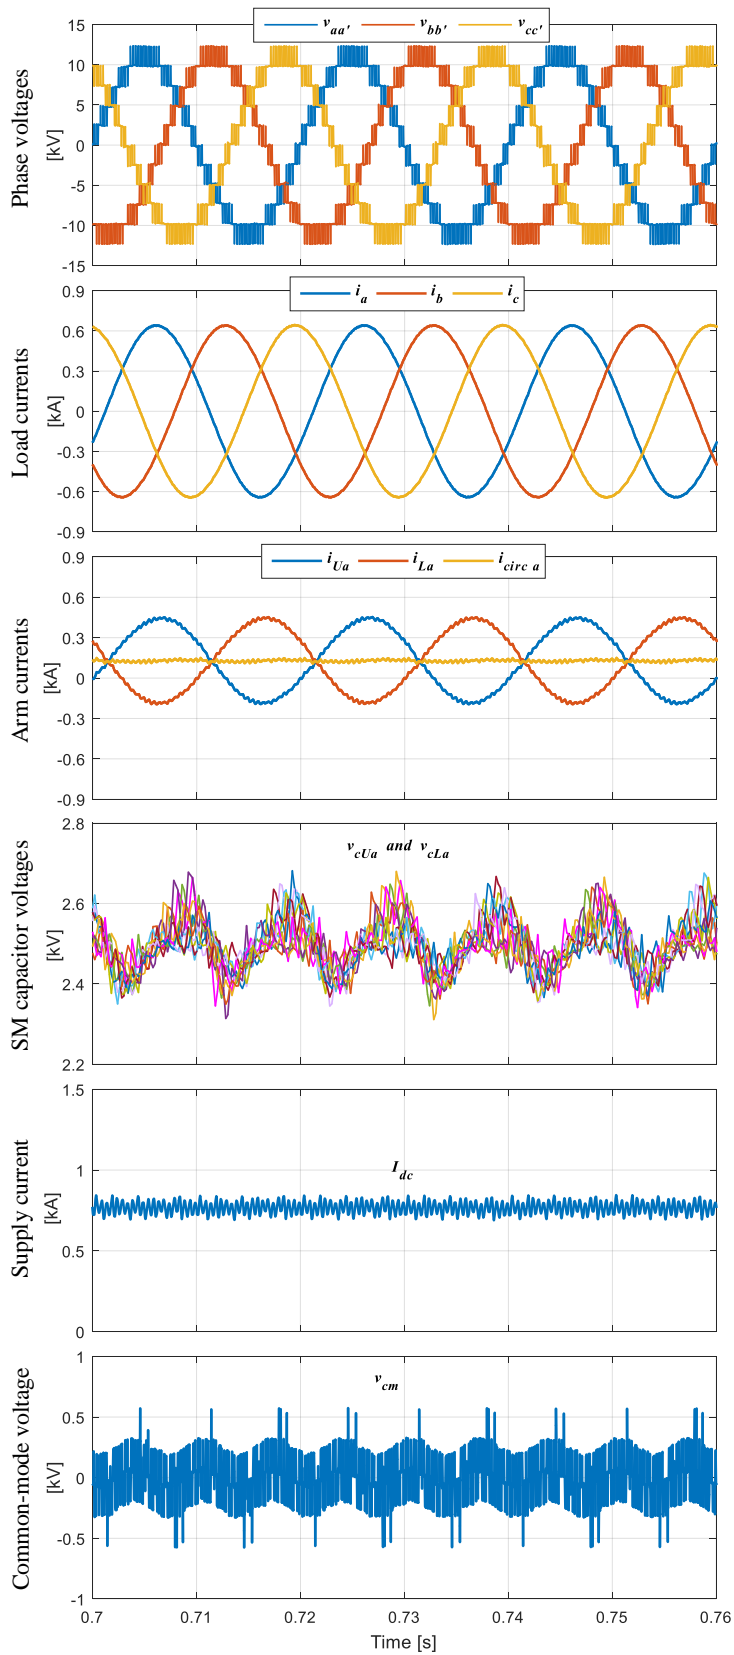 v_aa' v_bb' v_cc'
Phase voltages
[kV]
15
10
5
0
-5
-10
-15
i_a i_b i_c
Load currents
[kA]
0.9
0.6
0.3
0
-0.3
-0.6
-0.9
i_Ua i_La i_circ a
Arm currents
[kA]
0.9
0.6
0.3
0
-0.3
-0.6
-0.9
v_cUa and v_cLa
SM capacitor voltages
[kV]
2.8
2.6
2.4
2.2
I_dc
Supply current
[kA]
1.5
1
0.5
0
v_cm
Common-mode voltage
[kV]
1
0.5
0
-0.5
-1
0.7 0.71 0.72 0.73 0.74 0.75 0.76
Time [s]